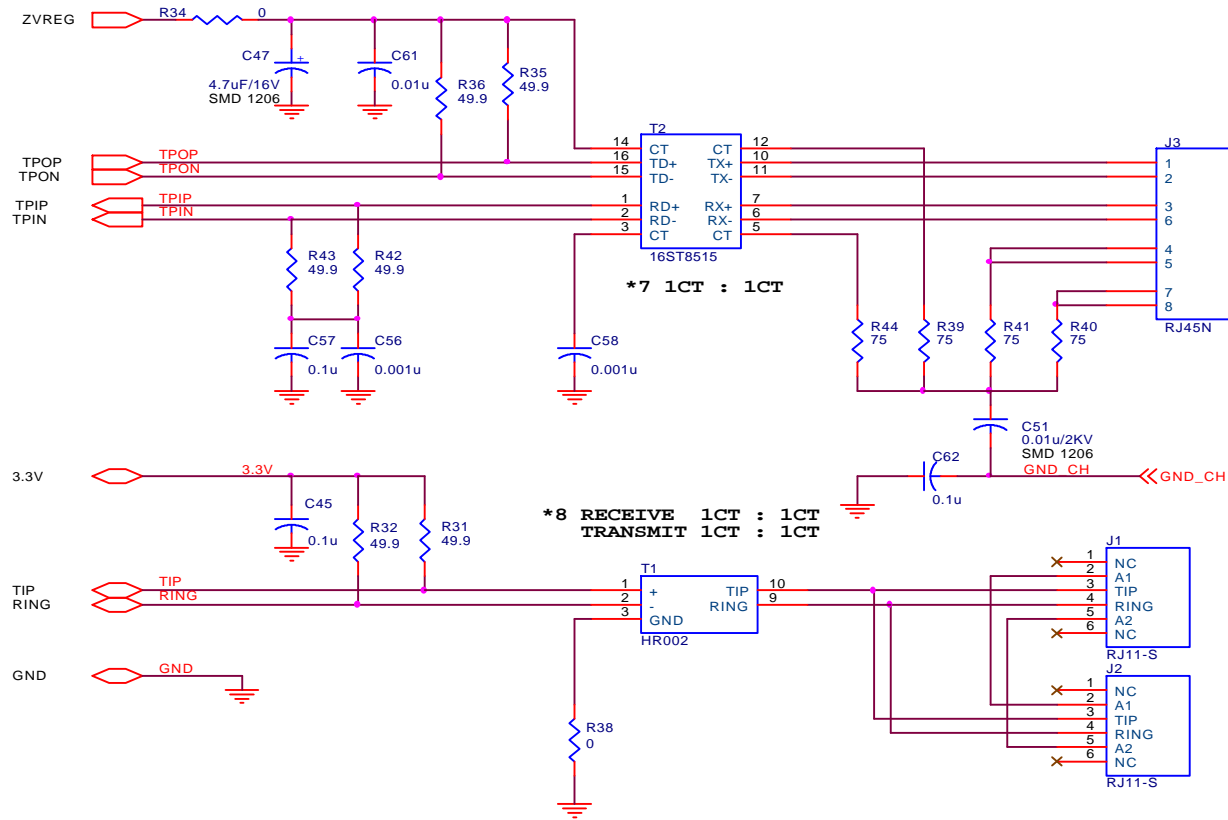 ZVREG
R34
0
C47
4.7uF/16V
SMD 1206
+
C61
0.01u
R36
49.9
R35
49.9
TPOP
TPON
TPOP
TPON
TPIP
TPIN
TPIP
TPIN
T2
14 CT CT 12
16 TD+ TX+ 10
15 TD- TX- 11
1 RD+ RX+ 7
2 RD- RX- 6
3 CT CT 5
16ST8515
*7 1CT : 1CT
J3
1
2
3
6
4
5
7
8
RJ45N
R43
49.9
R42
49.9
C57
0.1u
C56
0.001u
C58
0.001u
R44
75
R39
75
R41
75
R40
75
C51
0.01u/2KV
SMD 1206
C62
0.1u
GND_CH
GND_CH
3.3V
3.3V
C45
0.1u
R32
49.9
R31
49.9
*8 RECEIVE 1CT : 1CT
TRANSMIT 1CT : 1CT
TIP
RING
TIP
RING
T1
1 + TIP 10
2 - RING 9
3 GND
HR002
GND
GND
R38
0
J1
1 NC
2 A1
3 TIP
4 RING
5 A2
6 NC
RJ11-S
J2
1 NC
2 A1
3 TIP
4 RING
5 A2
6 NC
RJ11-S